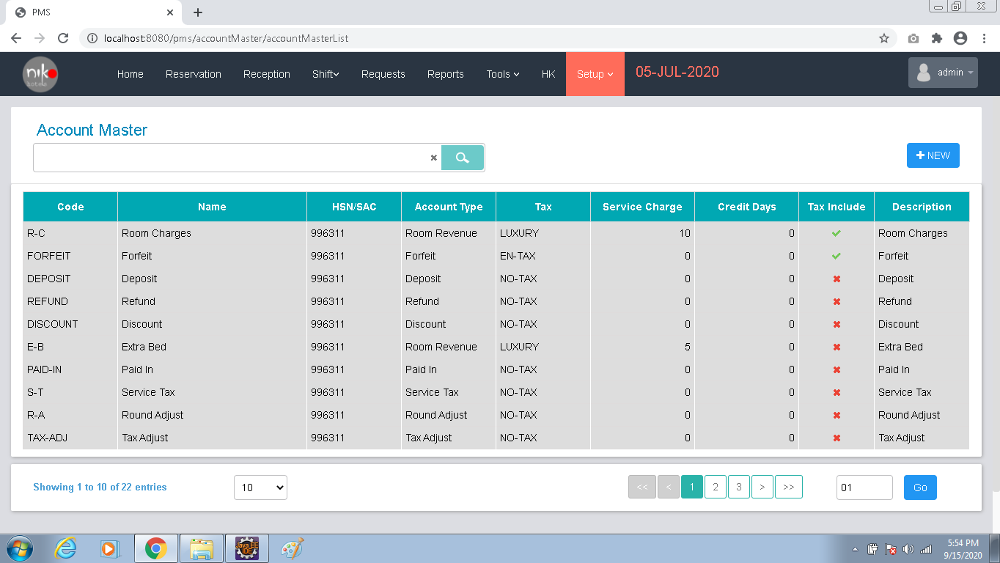 PMS
localhost:8080/pms/accountMaster/accountMasterList
niko
hotels
Home Reservation Reception Shift Requests Reports Tools HK Setup 05-JUL-2020 admin
Account Master
NEW
Code Name HSN/SAC Account Type Tax Service Charge Credit Days Tax Include Description
R-C Room Charges 996311 Room Revenue LUXURY 10 0 Room Charges
FORFEIT Forfeit 996311 Forfeit EN-TAX 0 0 Forfeit
DEPOSIT Deposit 996311 Deposit NO-TAX 0 0 Deposit
REFUND Refund 996311 Refund NO-TAX 0 0 Refund
DISCOUNT Discount 996311 Discount NO-TAX 0 0 Discount
E-B Extra Bed 996311 Room Revenue LUXURY 5 0 Extra Bed
PAID-IN Paid In 996311 Paid In NO-TAX 0 0 Paid In
S-T Service Tax 996311 Service Tax NO-TAX 0 0 Service Tax
R-A Round Adjust 996311 Round Adjust NO-TAX 0 0 Round Adjust
TAX-ADJ Tax Adjust 996311 Tax Adjust NO-TAX 0 0 Tax Adjust
Showing 1 to 10 of 22 entries 10 << < 1 2 3 > >> 01 Go
Java EE
IDE
5:54 PM
9/15/2020